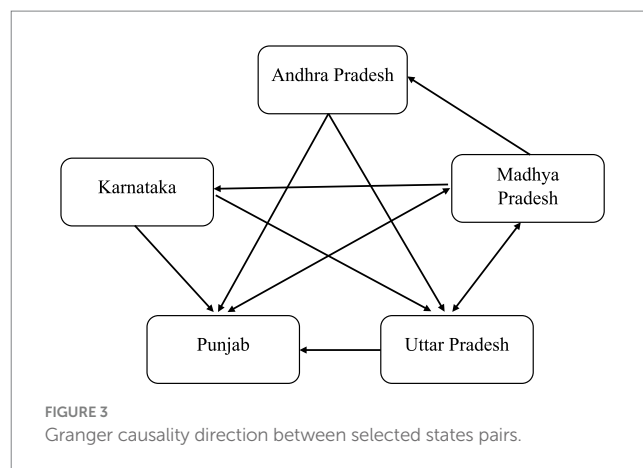 Andhra Pradesh
Karnataka
Madhya
Pradesh
Punjab
Uttar Pradesh
FIGURE 3
Granger causality direction between selected states pairs.